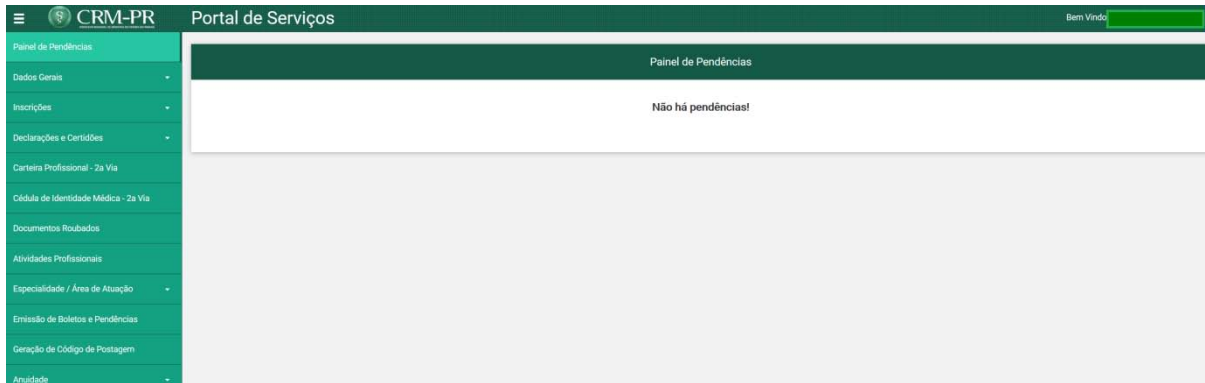 CRM-PR
Portal de Serviços
Bem Vindo
Painel de Pendências
Dados Gerais
Inscrições
Declarações e Certidões
Carteira Profissional - 2a Via
Cédula de Identidade Médica - 2a Via
Documentos Roubados
Atividades Profissionais
Especialidade / Área de Atuação
Emissão de Boletos e Pendências
Geração de Código de Postagem
Anuidade
Painel de Pendências
Não há pendências!